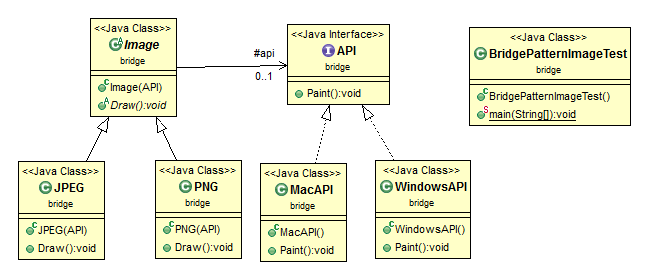 <<Java Class>>
Image
bridge
Image(API)
Draw():void
#api
0..1
<<Java Interface>>
API
bridge
Paint():void
<<Java Class>>
BridgePatternImageTest
bridge
BridgePatternImageTest()
main(String[]):void
<<Java Class>>
JPEG
bridge
JPEG(API)
Draw():void
<<Java Class>>
PNG
bridge
PNG(API)
Draw():void
<<Java Class>>
MacAPI
bridge
MacAPI()
Paint():void
<<Java Class>>
WindowsAPI
bridge
WindowsAPI()
Paint():void